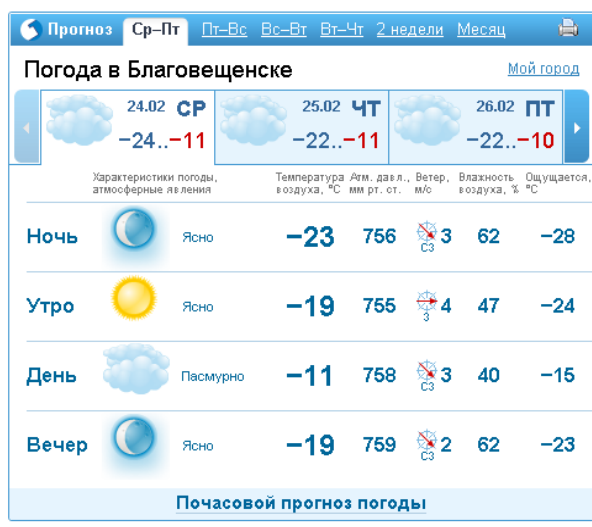 Прогноз Ср–Пт Пт–Вс Вс–Вт Вт–Чт 2 недели Месяц
Погода в Благовещенске Мой город
24.02 СР 25.02 ЧТ 26.02 ПТ
−24..−11 −22..−11 −22..−10
Характеристики погоды, Температура Атм. давл., Ветер, Влажность Ощущается,
атмосферные явления воздуха, °C мм рт. ст. м/с воздуха, % °C
Ночь Ясно −23 756 3 62 −28
СЗ
Утро Ясно −19 755 4 47 −24
З
День Пасмурно −11 758 3 40 −15
СЗ
Вечер Ясно −19 759 2 62 −23
СЗ
Почасовой прогноз погоды